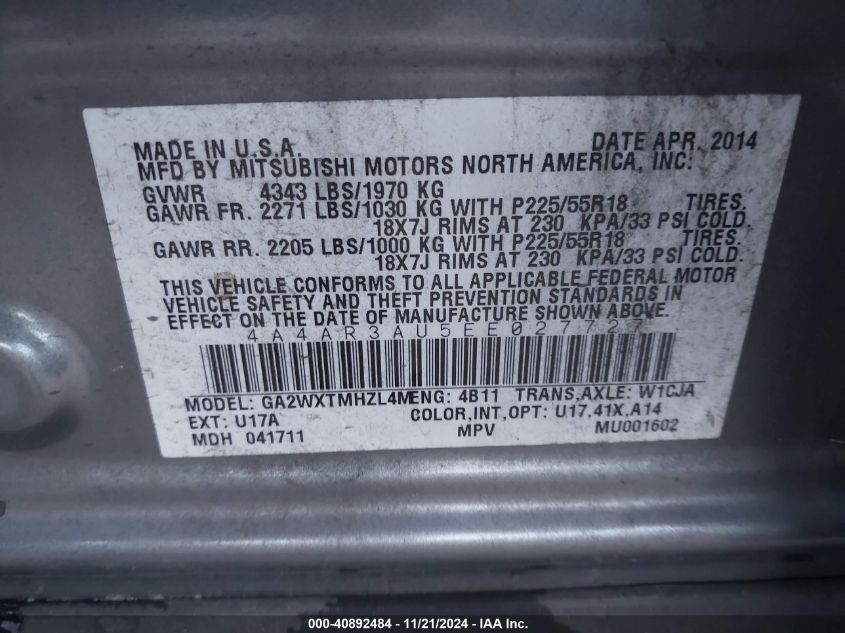 MADE IN U.S.A. DATE APR. 2014
MFD BY MITSUBISHI MOTORS NORTH AMERICA, INC.
GVWR 4343 LBS/1970 KG
GAWR FR. 2271 LBS/1030 KG WITH P225/55R18 TIRES.
18X7J RIMS AT 230 KPA/33 PSI COLD.
GAWR RR. 2205 LBS/1000 KG WITH P225/55R18 TIRES.
18X7J RIMS AT 230 KPA/33 PSI COLD.
THIS VEHICLE CONFORMS TO ALL APPLICABLE FEDERAL MOTOR
VEHICLE SAFETY AND THEFT PREVENTION STANDARDS IN
EFFECT ON THE DATE OF MANUFACTURE SHOWN ABOVE.
4A4AR3AU5EE027727
MODEL: GA2WXTMHZL4M ENG: 4B11 TRANS,AXLE: W1CJA
EXT: U17A COLOR,INT,OPT: U17,41X,A14
MDH 041711 MPV MU001602
000-40892484 - 11/21/2024 - IAA Inc.